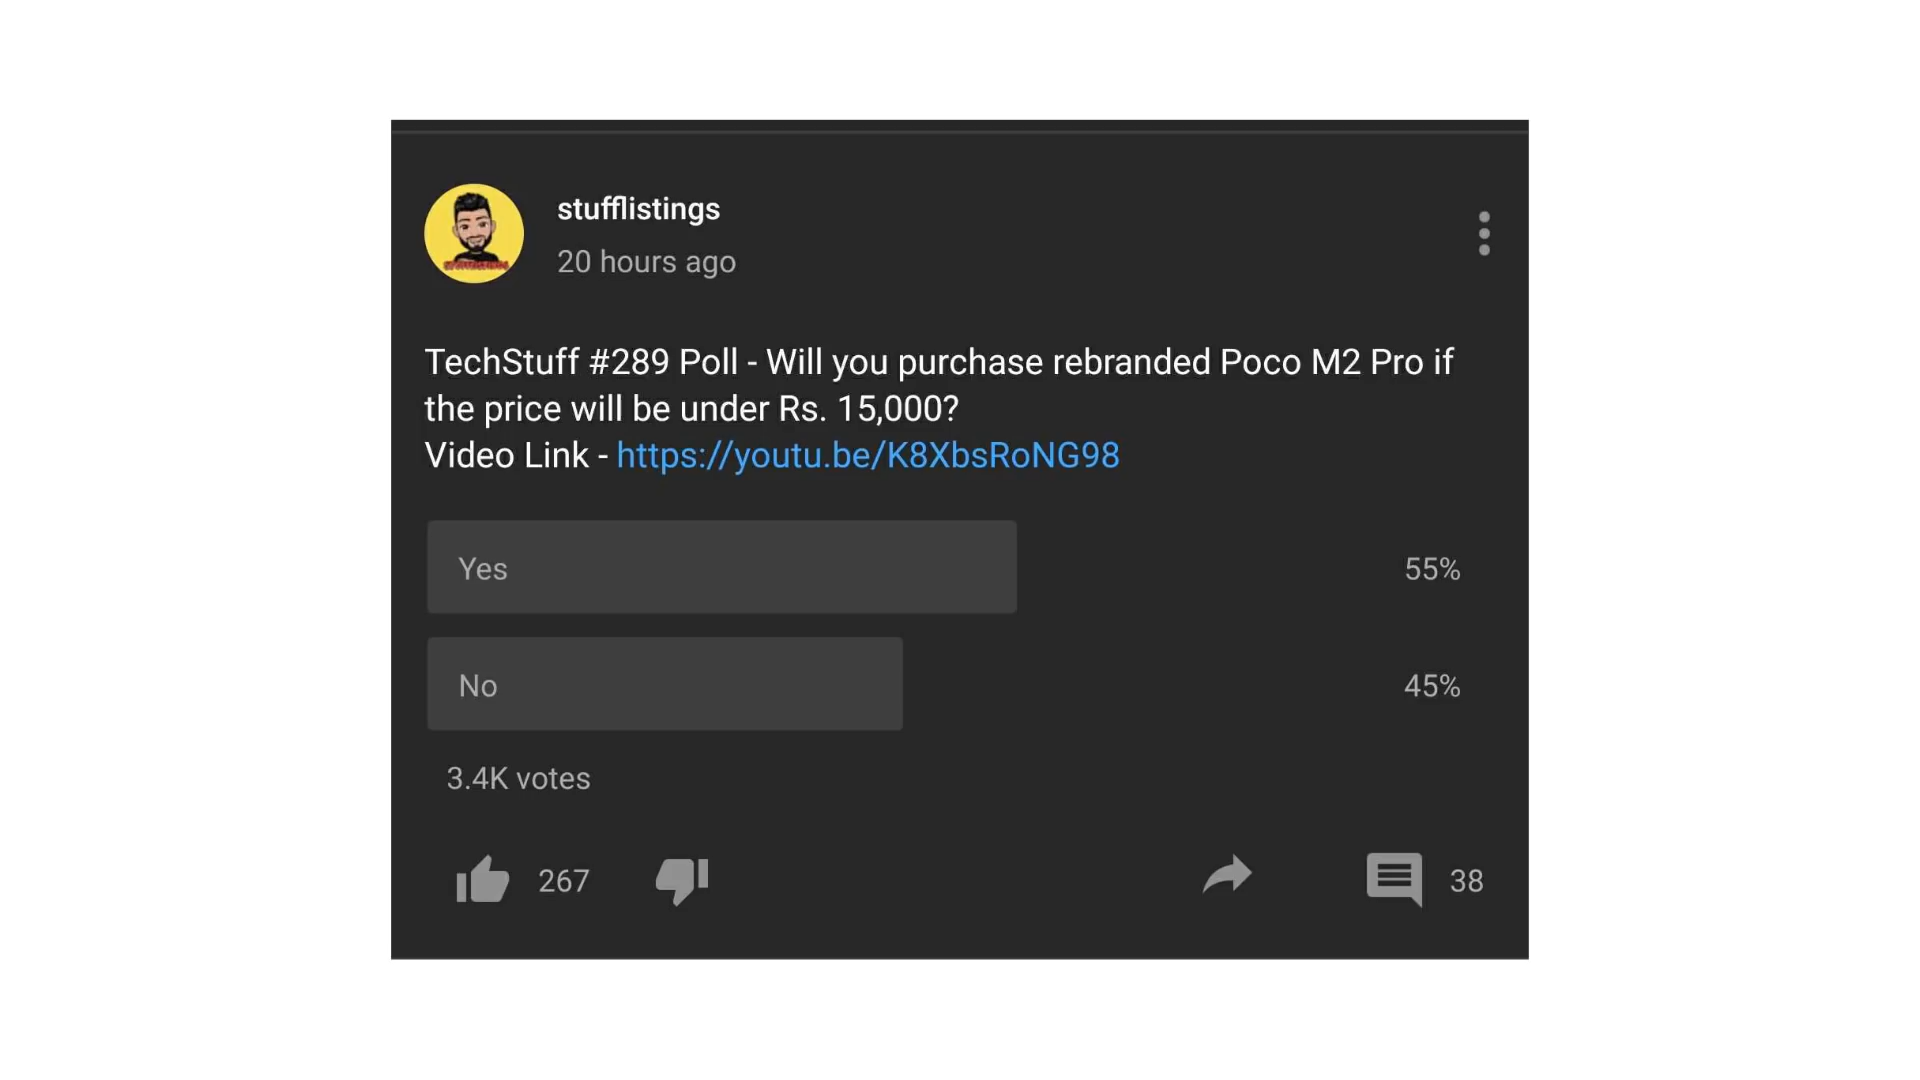 stufflistings
20 hours ago
TechStuff #289 Poll - Will you purchase rebranded Poco M2 Pro if
the price will be under Rs. 15,000?
Video Link - https://youtu.be/K8XbsRoNG98
Yes 55%
No 45%
3.4K votes
267 38